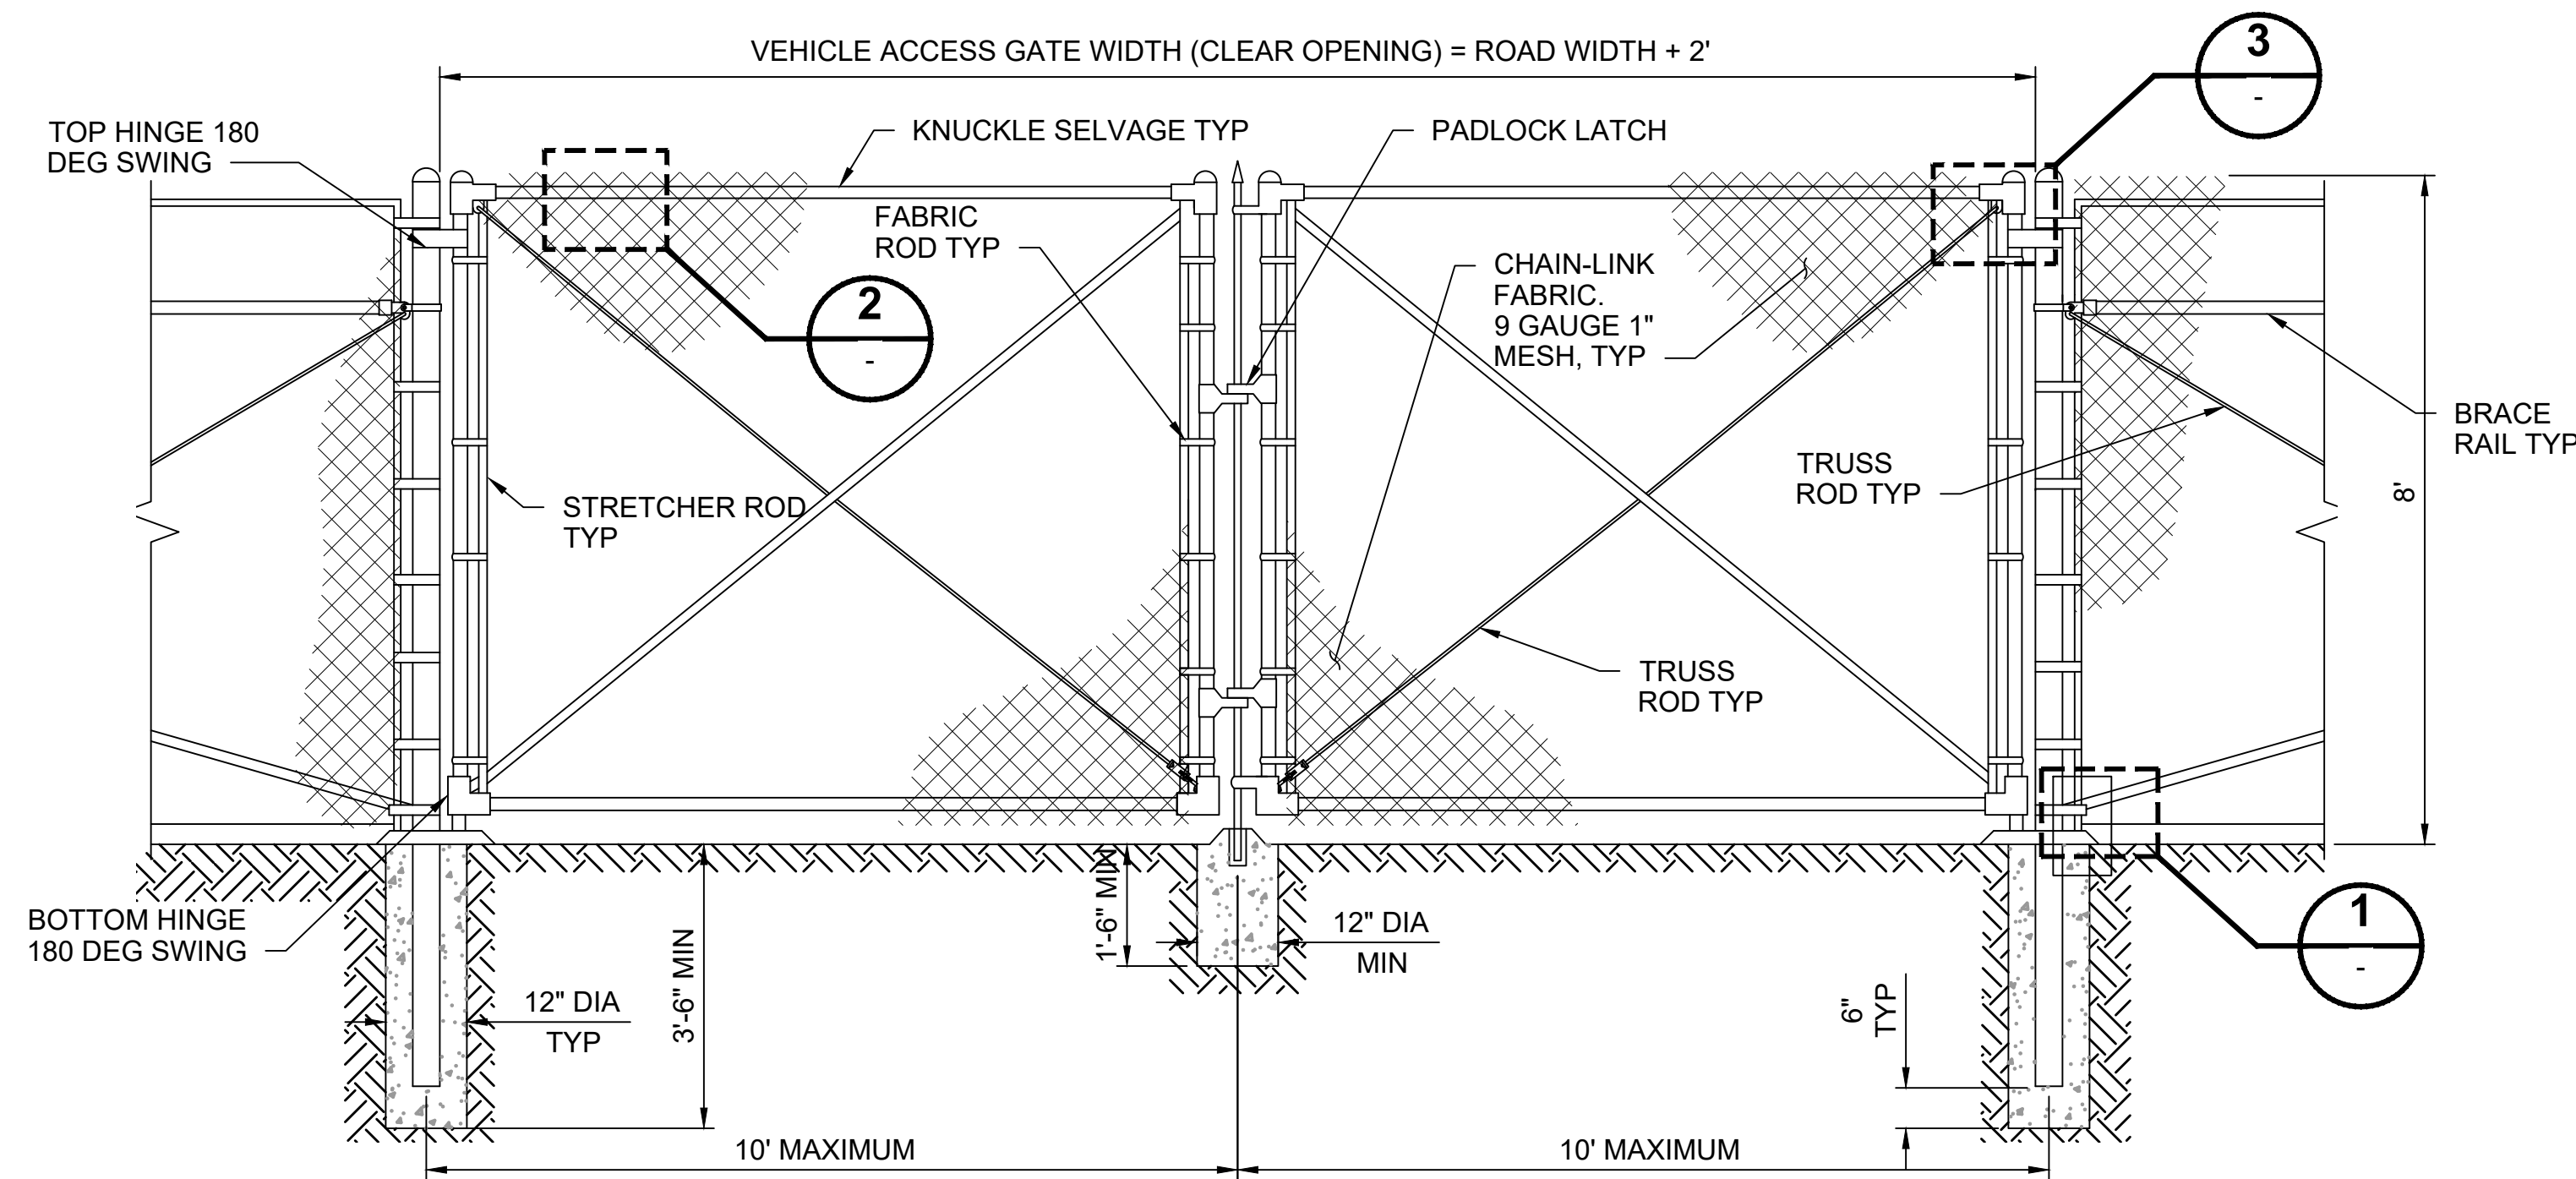 VEHICLE ACCESS GATE WIDTH (CLEAR OPENING) = ROAD WIDTH + 2'
3
-
TOP HINGE 180
DEG SWING
KNUCKLE SELVAGE TYP
PADLOCK LATCH
FABRIC
ROD TYP
CHAIN-LINK
FABRIC.
9 GAUGE 1"
MESH, TYP
2
-
BRACE
RAIL TYP
TRUSS
ROD TYP
8'
STRETCHER ROD
TYP
TRUSS
ROD TYP
BOTTOM HINGE
180 DEG SWING
1'-6" MIN
12" DIA
MIN
1
-
3'-6" MIN
12" DIA
TYP
6"
TYP
10' MAXIMUM
10' MAXIMUM